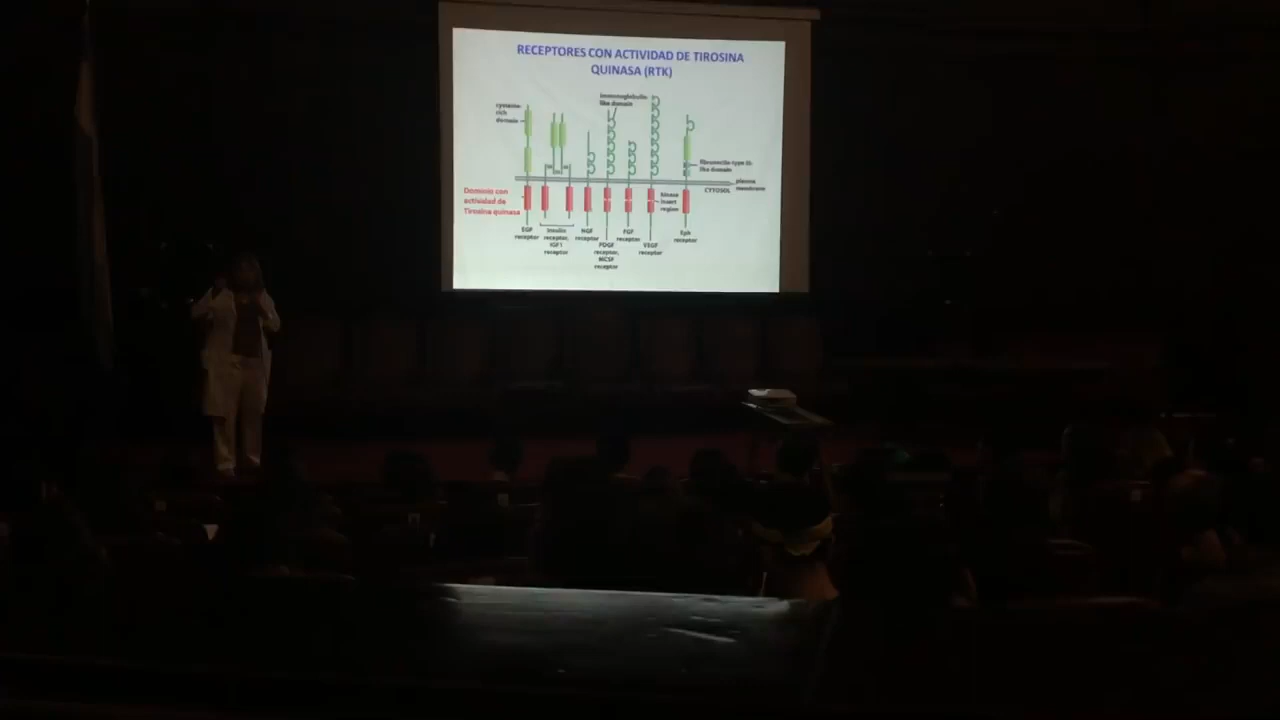 RECEPTORES CON ACTIVIDAD DE TIROSINA
QUINASA (RTK)
cysteine-
rich
domain
immunoglobulin-
like domain
fibronectin-type III-
like domain
plasma
membrane
CYTOSOL
Dominio con
actividad de
Tirosina quinasa
kinase
insert
region
EGF
receptor
Insulin
receptor,
IGF1
receptor
NGF
receptor
PDGF
receptor,
MCSF
receptor
FGF
receptor
VEGF
receptor
Eph
receptor